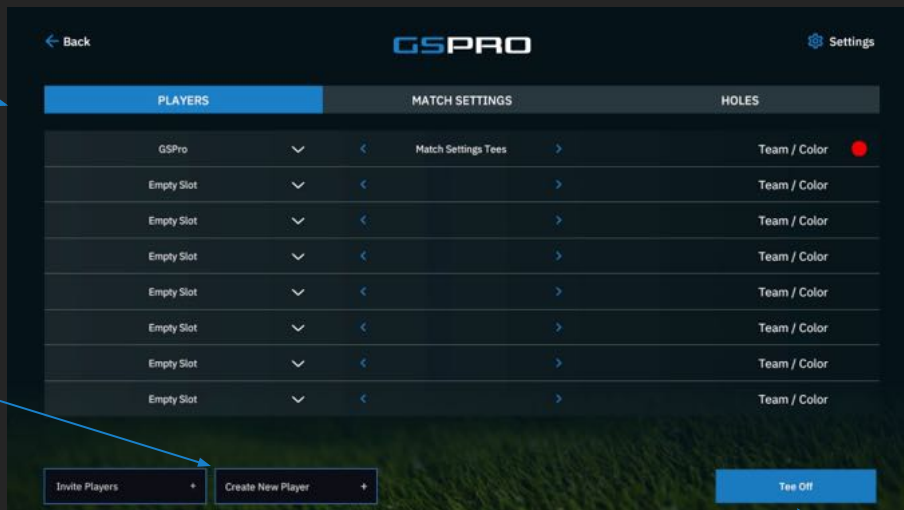 Back GSPRO Settings
PLAYERS MATCH SETTINGS HOLES
GSPro Match Settings Tees Team / Color
Empty Slot Team / Color
Empty Slot Team / Color
Empty Slot Team / Color
Empty Slot Team / Color
Empty Slot Team / Color
Empty Slot Team / Color
Empty Slot Team / Color
Invite Players + Create New Player + Tee Off